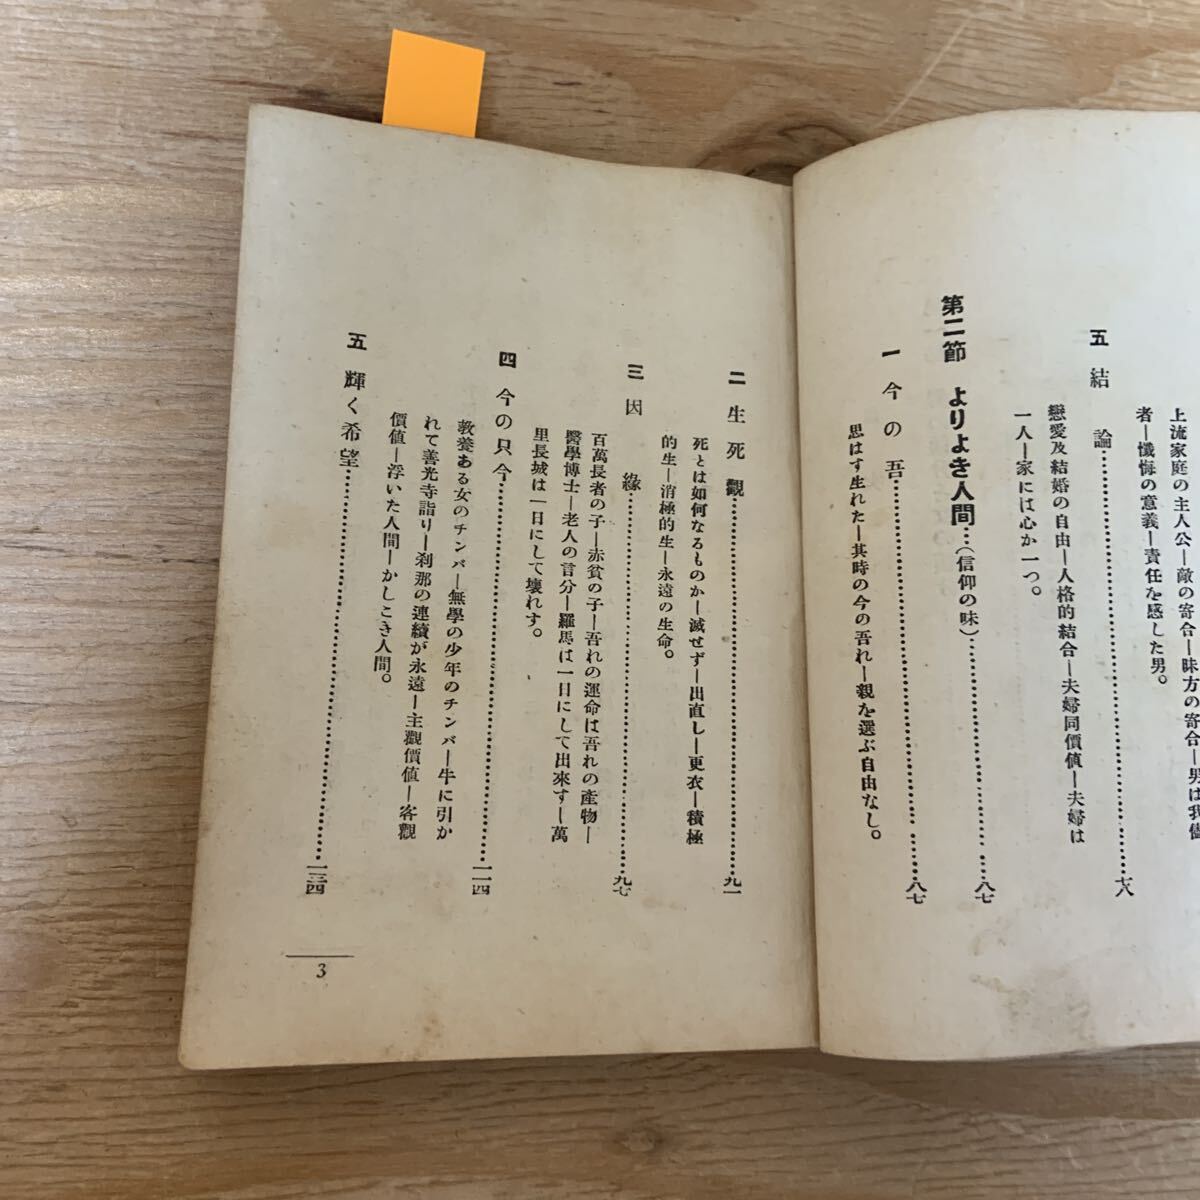 上流家庭の主人公—敵の寄合—味方の寄合—男は我儘
者—懺悔の意義—責任を感した男。
五 結 論……七八
戀愛及結婚の自由—人格的結合—夫婦同價値—夫婦は
一人—家には心か一つ。
第二節 よりよき人間…(信仰の味)……八七
一 今の吾……八七
思はす生れた—其時の今の吾れ—親を選ぶ自由なし。
二 生死觀……九一
死とは如何なるものか—滅せず—出直し—更衣—積極
的生—消極的生—永遠の生命。
三 因 緣……九七
百萬長者の子—赤貧の子—吾れの運命は吾れの產物—
醫學博士—老人の言分—羅馬は一日にして出來す—萬
里長城は一日にして壞れす。
四 今の只今……一一四
教養ある女のチンバ—無學の少年のチンバ—牛に引か
れて善光寺詣り—刹那の連續が永遠—主觀價値—客觀
價値—浮いた人間—かしこき人間。
五 輝く希望……一三四
3